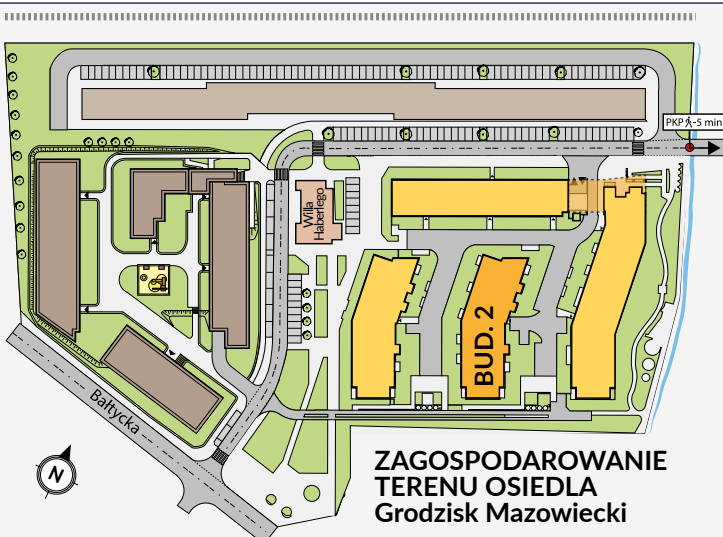 PKP -5 min
Willa
Haberlego
BUD. 2
Bałtycka
N
ZAGOSPODAROWANIE
TERENU OSIEDLA
Grodzisk Mazowiecki